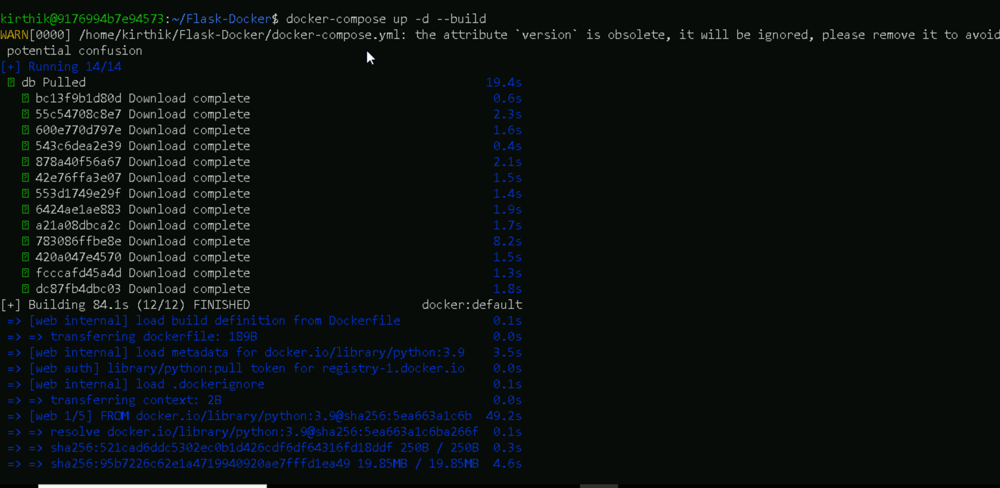 kirthik@9176994b7e94573:~/Flask-Docker$ docker-compose up -d --build
WARN[0000] /home/kirthik/Flask-Docker/docker-compose.yml: the attribute `version` is obsolete, it will be ignored, please remove it to avoid
potential confusion
[+] Running 14/14
db Pulled 19.4s
bc13f9b1d80d Download complete 0.6s
55c54708c8e7 Download complete 2.3s
600e770d797e Download complete 1.6s
543c6dea2e39 Download complete 0.4s
878a40f56a67 Download complete 2.1s
42e76ffa3e07 Download complete 1.5s
553d1749e29f Download complete 1.4s
6424ae1ae883 Download complete 1.9s
a21a08dbca2c Download complete 1.7s
783086ffbe8e Download complete 8.2s
420a047e4570 Download complete 1.5s
fcccafd45a4d Download complete 1.3s
dc87fb4dbc03 Download complete 1.8s
[+] Building 84.1s (12/12) FINISHED docker:default
=> [web internal] load build definition from Dockerfile 0.1s
=> => transferring dockerfile: 189B 0.0s
=> [web internal] load metadata for docker.io/library/python:3.9 3.5s
=> [web auth] library/python:pull token for registry-1.docker.io 0.0s
=> [web internal] load .dockerignore 0.1s
=> => transferring context: 2B 0.0s
=> [web 1/5] FROM docker.io/library/python:3.9@sha256:5ea663a1c6b 49.2s
=> => resolve docker.io/library/python:3.9@sha256:5ea663a1c6ba266f 0.1s
=> => sha256:521cad6ddc5302ec0b1d426cdf6df64316fd18ddf 250B / 250B 0.3s
=> => sha256:95b7226c62e1a4719940920ae7fffd1ea49 19.85MB / 19.85MB 4.6s